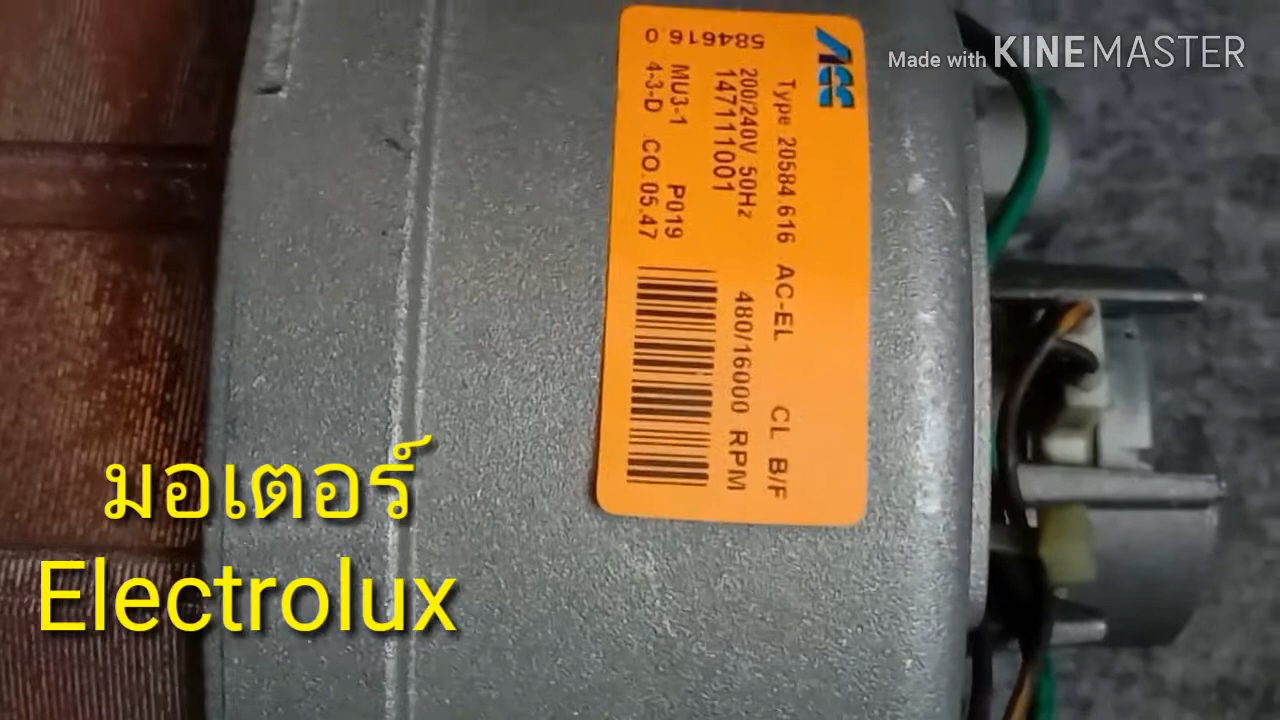 Made with KINEMASTER
ACC
Type 20584.616 AC-EL CL B/F
200/240V 50Hz 480/16000 RPM
147111001
MU3-1 P019
4-3-D .CO.05.47
584616.0
มอเตอร์
Electrolux